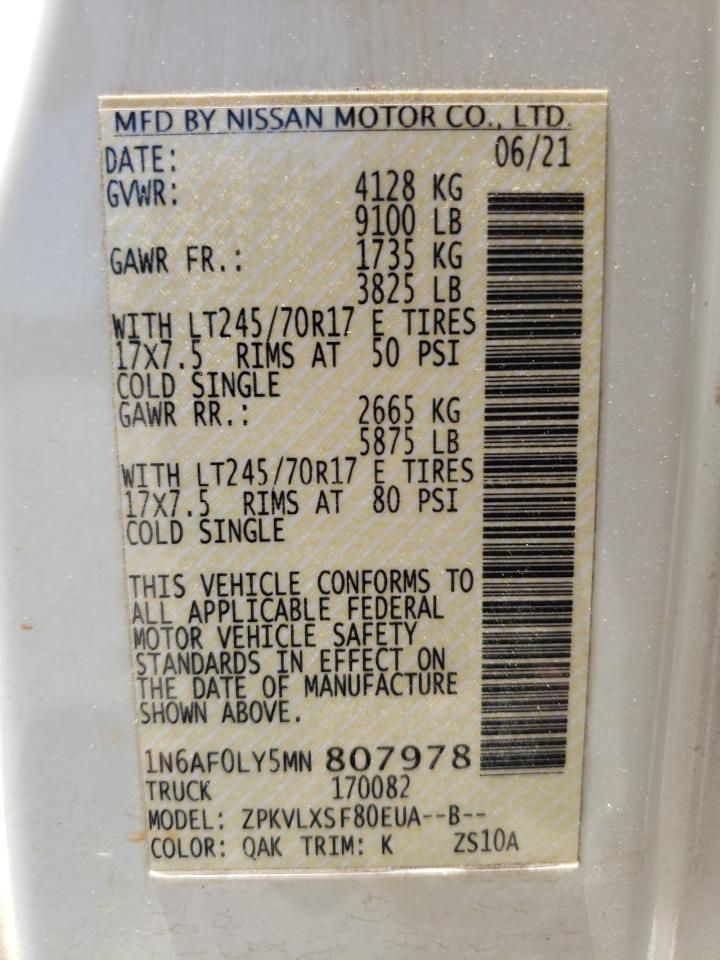 MFD BY NISSAN MOTOR CO., LTD.
DATE: 06/21
GVWR: 4128 KG
9100 LB
GAWR FR.: 1735 KG
3825 LB
WITH LT245/70R17 E TIRES
17X7.5 RIMS AT 50 PSI
COLD SINGLE
GAWR RR.: 2665 KG
5875 LB
WITH LT245/70R17 E TIRES
17X7.5 RIMS AT 80 PSI
COLD SINGLE
THIS VEHICLE CONFORMS TO
ALL APPLICABLE FEDERAL
MOTOR VEHICLE SAFETY
STANDARDS IN EFFECT ON
THE DATE OF MANUFACTURE
SHOWN ABOVE.
1N6AF0LY5MN 807978
TRUCK 170082
MODEL: ZPKVLXSF80EUA--B--
COLOR: QAK TRIM: K ZS10A